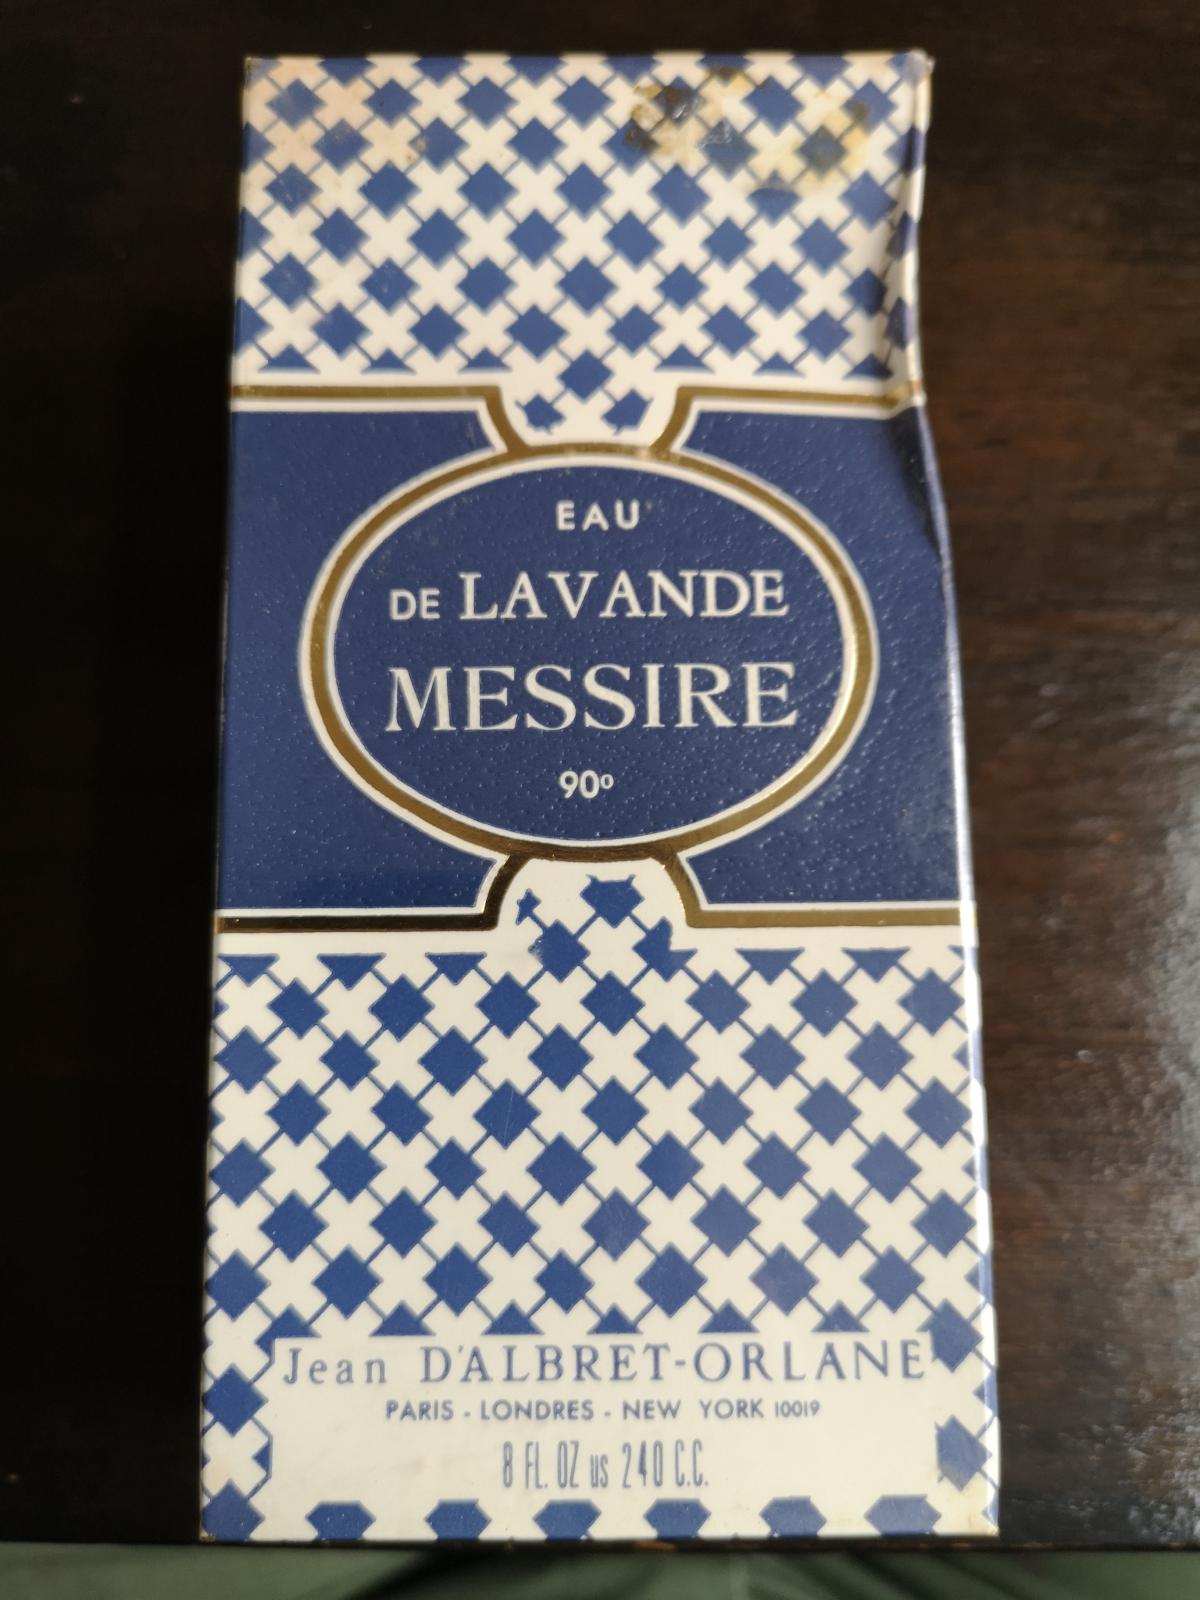 EAU
DE LAVANDE
MESSIRE
90º
Jean D'ALBRET-ORLANE
PARIS - LONDRES - NEW YORK 10019
8 FL. OZ us 240 C.C.